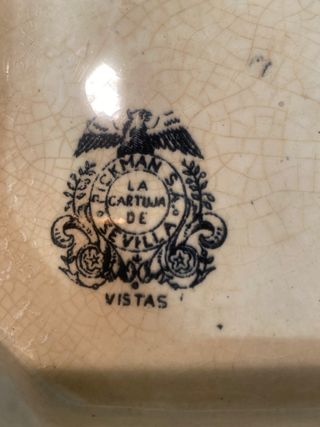 PICKMAN S.A.
LA
CARTUJA
DE
SEVILLA
VISTAS